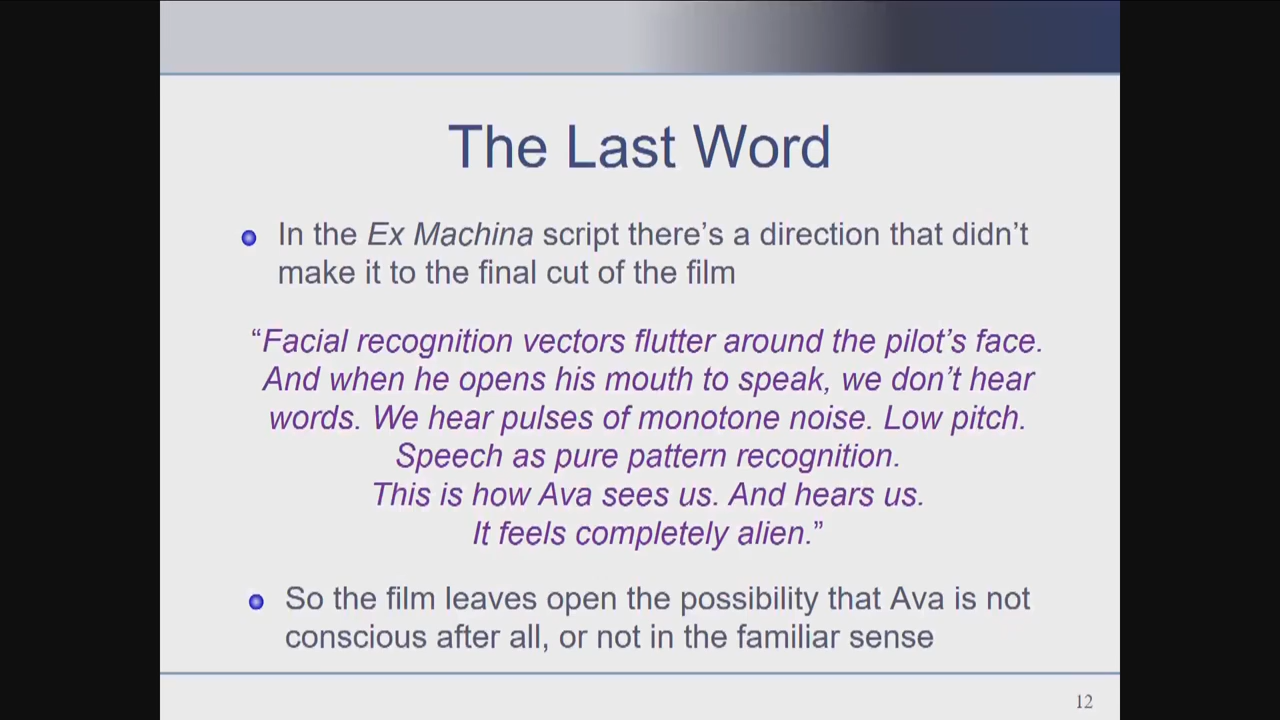 The Last Word
In the Ex Machina script there’s a direction that didn’t
make it to the final cut of the film
“Facial recognition vectors flutter around the pilot’s face.
And when he opens his mouth to speak, we don’t hear
words. We hear pulses of monotone noise. Low pitch.
Speech as pure pattern recognition.
This is how Ava sees us. And hears us.
It feels completely alien.”
So the film leaves open the possibility that Ava is not
conscious after all, or not in the familiar sense
12